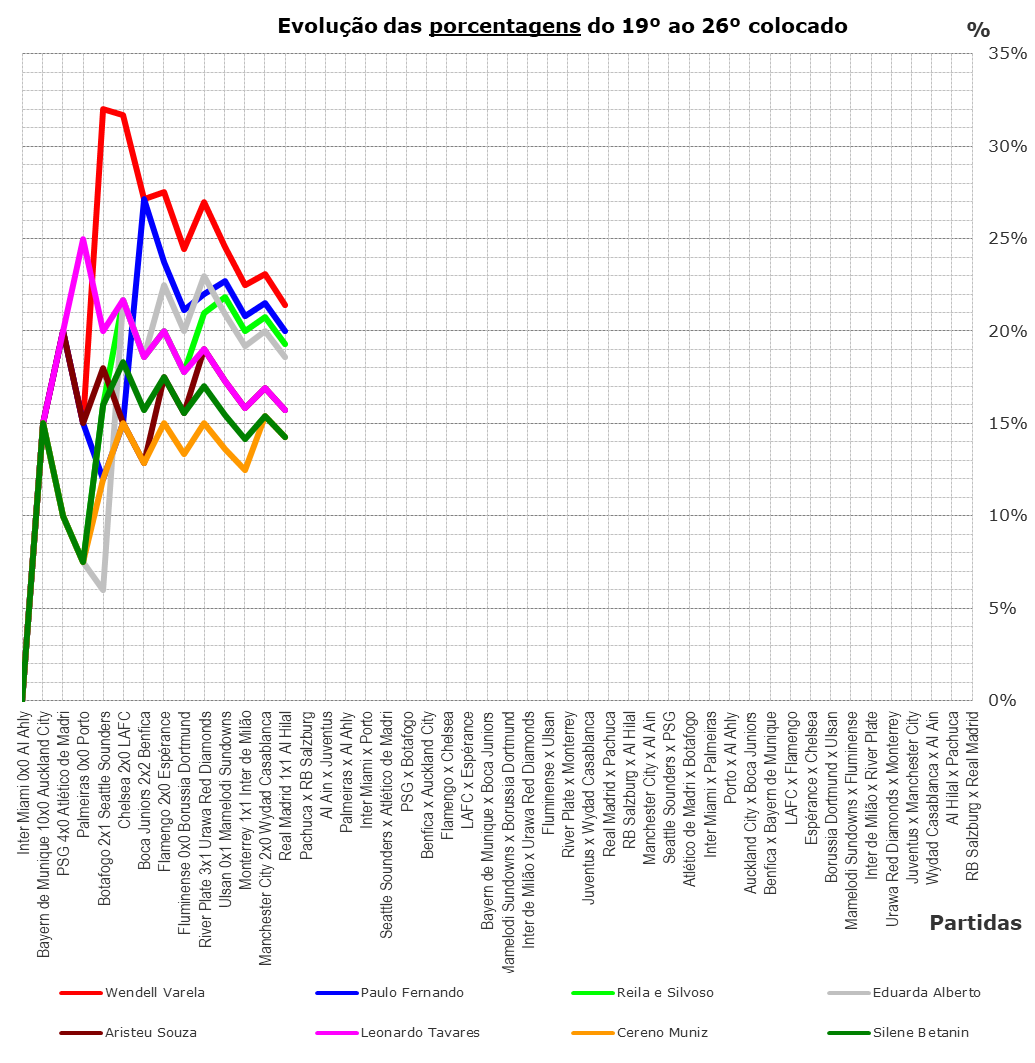 Evolução das porcentagens do 19º ao 26º colocado
%
35%
30%
25%
20%
15%
10%
5%
0%
Inter Miami 0x0 Al Ahly
Bayern de Munique 10x0 Auckland City
PSG 4x0 Atlético de Madri
Palmeiras 0x0 Porto
Botafogo 2x1 Seattle Sounders
Chelsea 2x0 LAFC
Boca Juniors 2x2 Benfica
Flamengo 2x0 Espérance
Fluminense 0x0 Borussia Dortmund
River Plate 3x1 Urawa Red Diamonds
Ulsan 0x1 Mamelodi Sundowns
Monterrey 1x1 Inter de Milão
Manchester City 2x0 Wydad Casablanca
Real Madrid 1x1 Al Hilal
Pachuca x RB Salzburg
Al Ain x Juventus
Palmeiras x Al Ahly
Inter Miami x Porto
Seattle Sounders x Atlético de Madri
PSG x Botafogo
Benfica x Auckland City
Flamengo x Chelsea
LAFC x Espérance
Bayern de Munique x Boca Juniors
Mamelodi Sundowns x Borussia Dortmund
Inter de Milão x Urawa Red Diamonds
Fluminense x Ulsan
River Plate x Monterrey
Juventus x Wydad Casablanca
Real Madrid x Pachuca
RB Salzburg x Al Hilal
Manchester City x Al Ain
Seattle Sounders x PSG
Atlético de Madri x Botafogo
Inter Miami x Palmeiras
Porto x Al Ahly
Auckland City x Boca Juniors
Benfica x Bayern de Munique
LAFC x Flamengo
Espérance x Chelsea
Borussia Dortmund x Ulsan
Mamelodi Sundowns x Fluminense
Inter de Milão x River Plate
Urawa Red Diamonds x Monterrey
Juventus x Manchester City
Wydad Casablanca x Al Ain
Al Hilal x Pachuca
RB Salzburg x Real Madrid
Partidas
Wendell Varela
Paulo Fernando
Reila e Silvoso
Eduarda Alberto
Aristeu Souza
Leonardo Tavares
Cereno Muniz
Silene Betanin